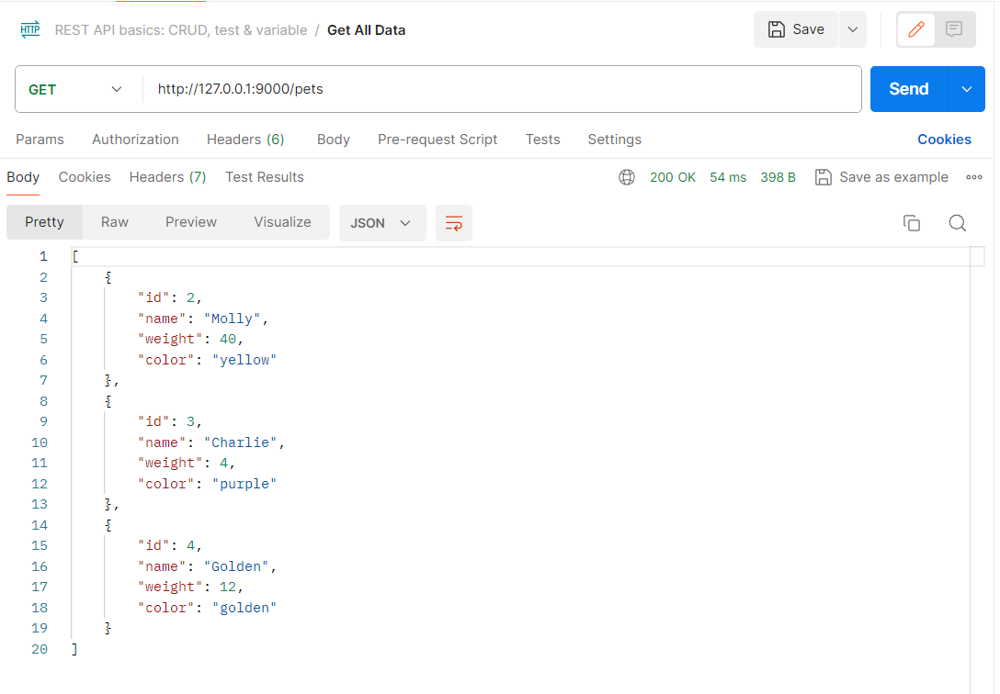 HTTP REST API basics: CRUD, test & variable / Get All Data Save
GET http://127.0.0.1:9000/pets Send
Params Authorization Headers (6) Body Pre-request Script Tests Settings Cookies
Body Cookies Headers (7) Test Results 200 OK 54 ms 398 B Save as example
Pretty Raw Preview Visualize JSON
1 [
2 {
3 "id": 2,
4 "name": "Molly",
5 "weight": 40,
6 "color": "yellow"
7 },
8 {
9 "id": 3,
10 "name": "Charlie",
11 "weight": 4,
12 "color": "purple"
13 },
14 {
15 "id": 4,
16 "name": "Golden",
17 "weight": 12,
18 "color": "golden"
19 }
20 ]